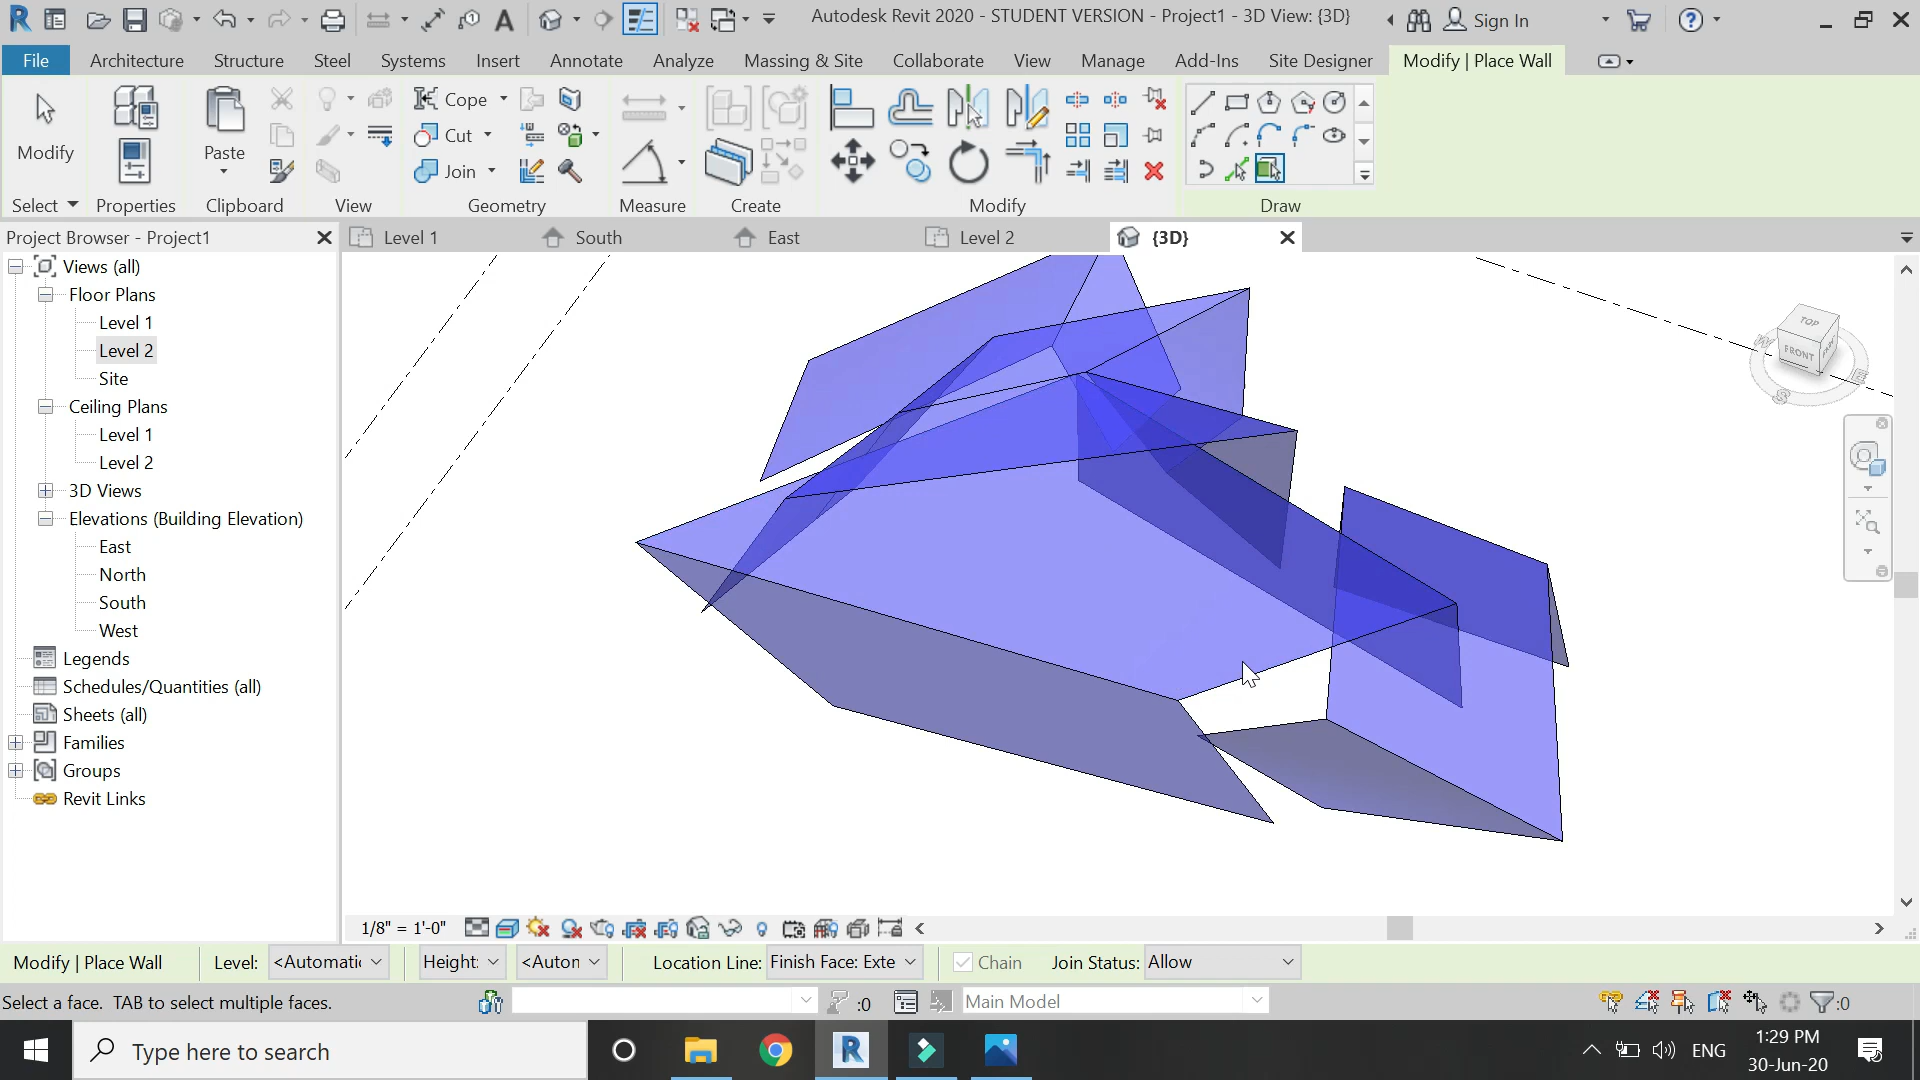 Autodesk Revit 2020 - STUDENT VERSION - Project1 - 3D View: {3D}
Sign In
File
Architecture
Structure
Steel
Systems
Insert
Annotate
Analyze
Massing & Site
Collaborate
View
Manage
Add-Ins
Site Designer
Modify | Place Wall
Modify
Paste
Cope
Cut
Join
Select
Properties
Clipboard
View
Geometry
Measure
Create
Modify
Draw
Project Browser - Project1
Level 1
South
East
Level 2
{3D}
Views (all)
Floor Plans
Level 1
Level 2
Site
Ceiling Plans
Level 1
Level 2
3D Views
Elevations (Building Elevation)
East
North
South
West
Legends
Schedules/Quantities (all)
Sheets (all)
Families
Groups
Revit Links
TOP
FRONT
W
S
E
1/8" = 1'-0"
Modify | Place Wall
Level:
<Automatic
Height:
<Auton
Location Line:
Finish Face: Exte
Chain
Join Status:
Allow
Select a face. TAB to select multiple faces.
:0
Main Model
:0
Type here to search
ENG
1:29 PM
30-Jun-20